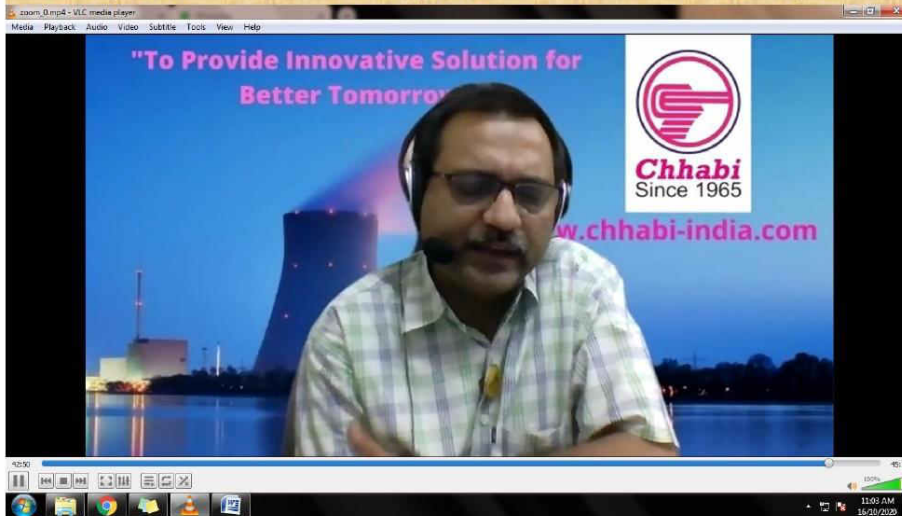 zoom_0.mp4 - VLC media player
Media Playback Audio Video Subtitle Tools View Help
"To Provide Innovative Solution for
Better Tomorrow
Chhabi
Since 1965
w.chhabi-india.com
42:50
100%
11:03 AM
16/10/2020